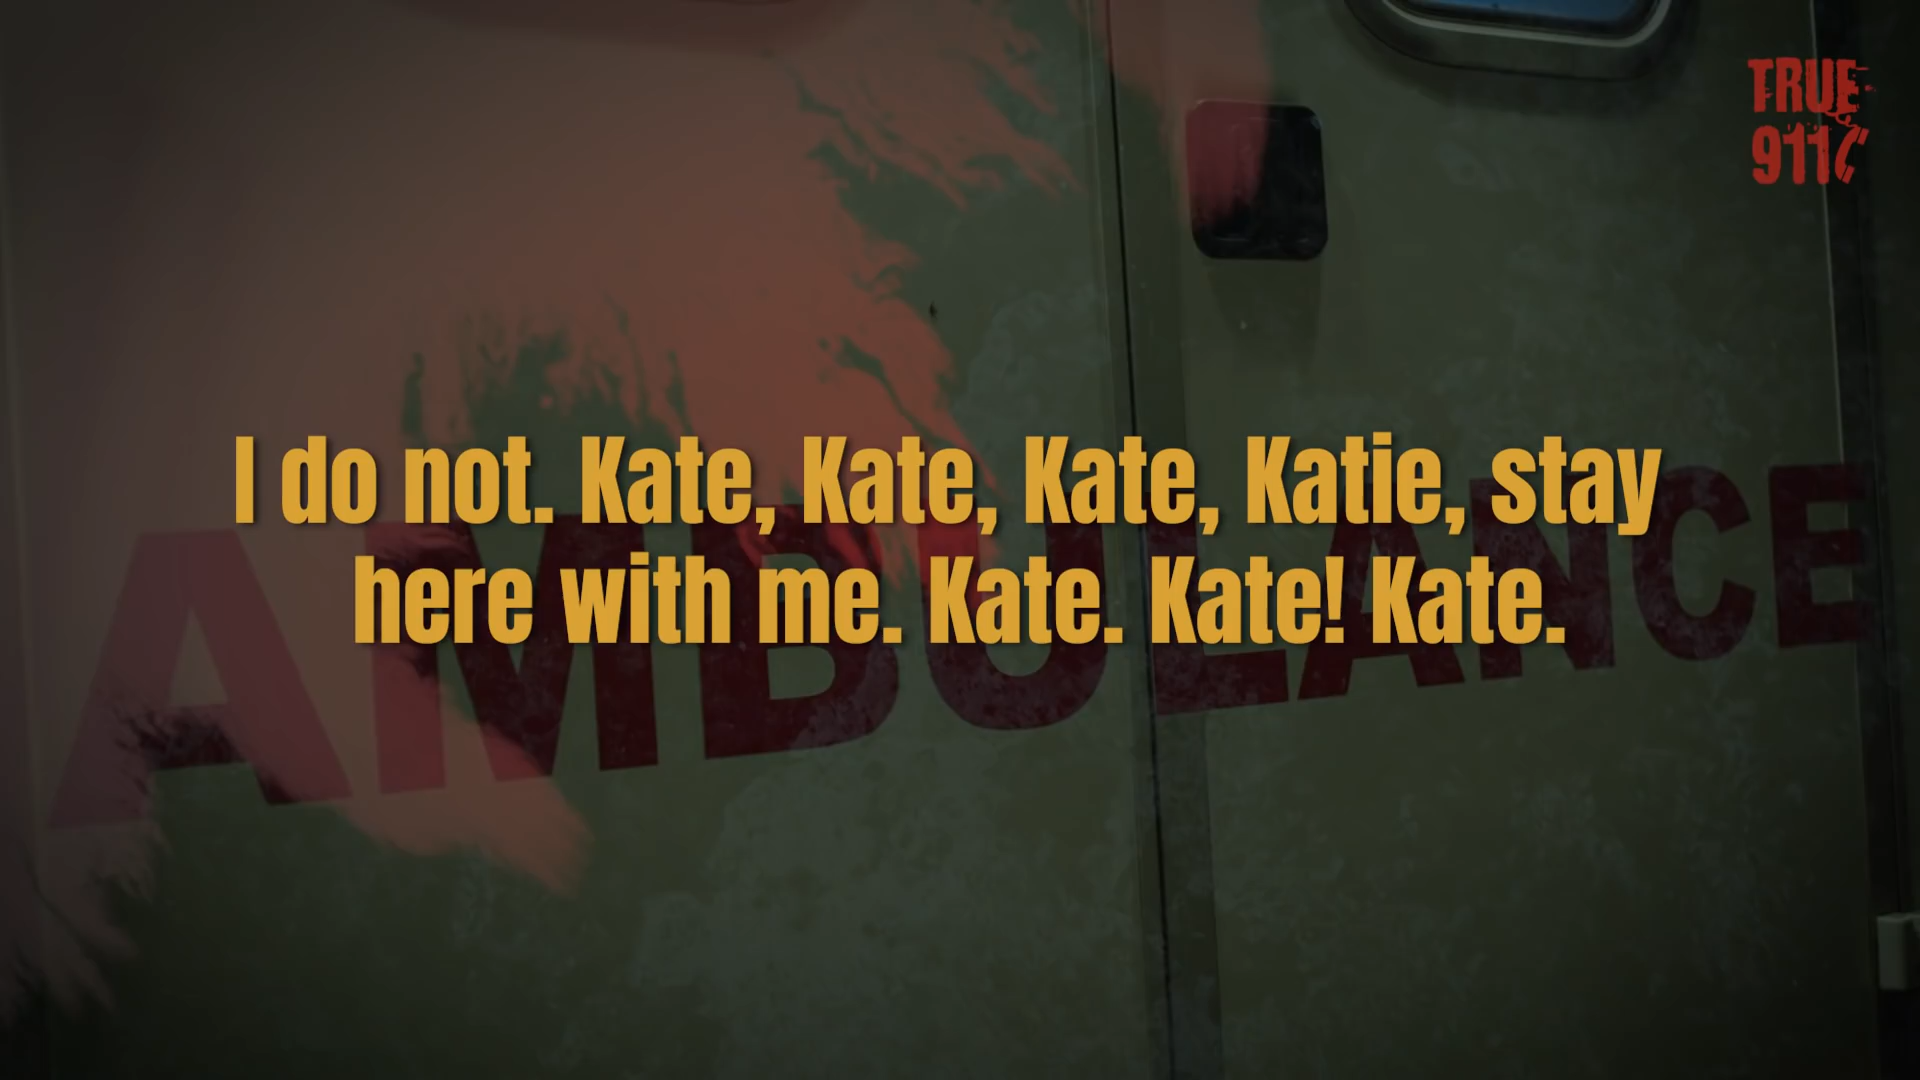 TRUE
911
I do not. Kate, Kate, Kate, Katie, stay
here with me. Kate. Kate! Kate.
AMBULANCE